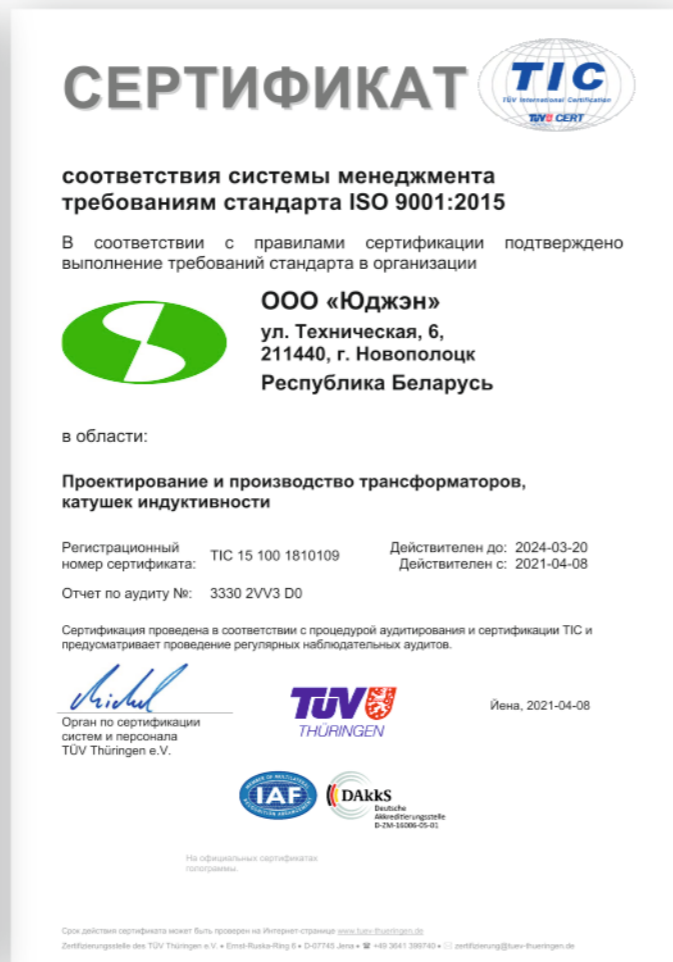 СЕРТИФИКАТ
TIC
TÜV International Certification
TÜV CERT
соответствия системы менеджмента
требованиям стандарта ISO 9001:2015
В соответствии с правилами сертификации подтверждено
выполнение требований стандарта в организации
ООО «Юджэн»
ул. Техническая, 6,
211440, г. Новополоцк
Республика Беларусь
в области:
Проектирование и производство трансформаторов,
катушек индуктивности
Регистрационный
номер сертификата: TIC 15 100 1810109
Действителен до: 2024-03-20
Действителен с: 2021-04-08
Отчет по аудиту №: 3330 2VV3 D0
Сертификация проведена в соответствии с процедурой аудитирования и сертификации TIC и
предусматривает проведение регулярных наблюдательных аудитов.
Орган по сертификации
систем и персонала
TÜV Thüringen e.V.
TÜV
THÜRINGEN
Йена, 2021-04-08
MEMBER OF MULTILATERAL
RECOGNITION ARRANGEMENT
IAF
DAkkS
Deutsche
Akkreditierungsstelle
D-ZM-16006-05-01
На официальных сертификатах
голограммы.
Срок действия сертификата может быть проверен на Интернет-странице www.tuev-thueringen.de
Zertifizierungsstelle des TÜV Thüringen e.V. • Ernst-Ruska-Ring 6 • D-07745 Jena • ☎ +49 3641 399740 • ✉ zertifizierung@tuev-thueringen.de